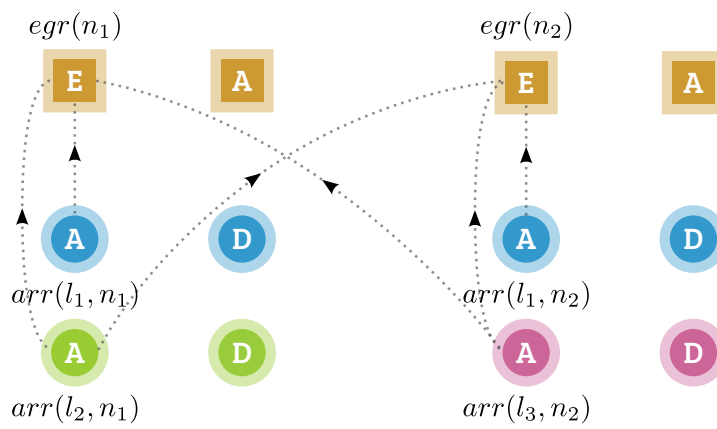 egr(n₁) egr(n₂)
E A E A
A D A D
arr(l₁, n₁) arr(l₁, n₂)
A D A D
arr(l₂, n₁) arr(l₃, n₂)